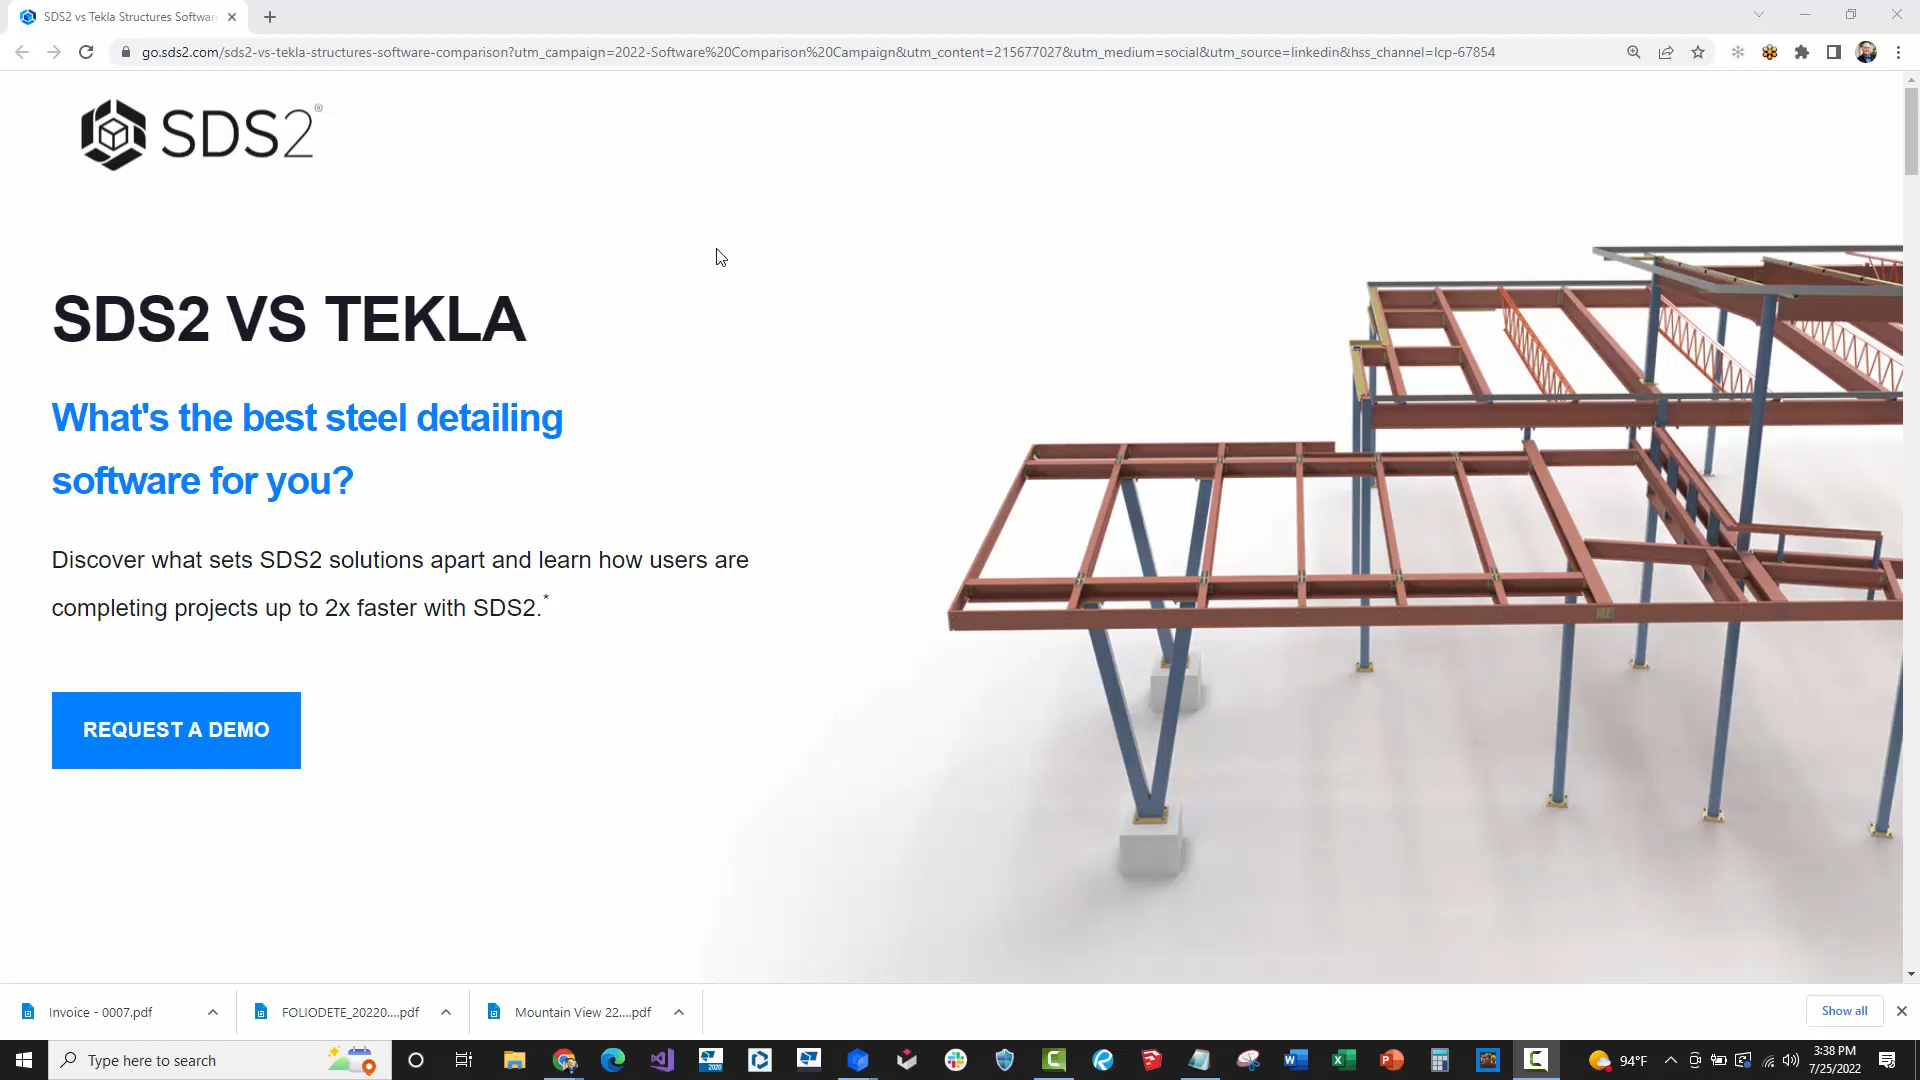 SDS2 vs Tekla Structures Softwar
go.sds2.com/sds2-vs-tekla-structures-software-comparison?utm_campaign=2022-Software%20Comparison%20Campaign&utm_content=215677027&utm_medium=social&utm_source=linkedin&hss_channel=lcp-67854
SDS2®
SDS2 VS TEKLA
What's the best steel detailing
software for you?
Discover what sets SDS2 solutions apart and learn how users are
completing projects up to 2x faster with SDS2.*
REQUEST A DEMO
Invoice - 0007.pdf
FOLIODETE_20220....pdf
Mountain View 22....pdf
Show all
Type here to search
2020
94°F
3:38 PM
7/25/2022